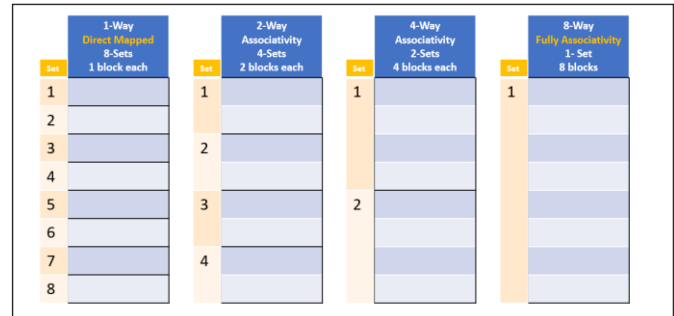 1-Way
Direct Mapped
8-Sets
1 block each
Set
1
2
3
4
5
6
7
8
2-Way
Associativity
4-Sets
2 blocks each
Set
1
2
3
4
4-Way
Associativity
2-Sets
4 blocks each
Set
1
2
8-Way
Fully Associativity
1- Set
8 blocks
Set
1